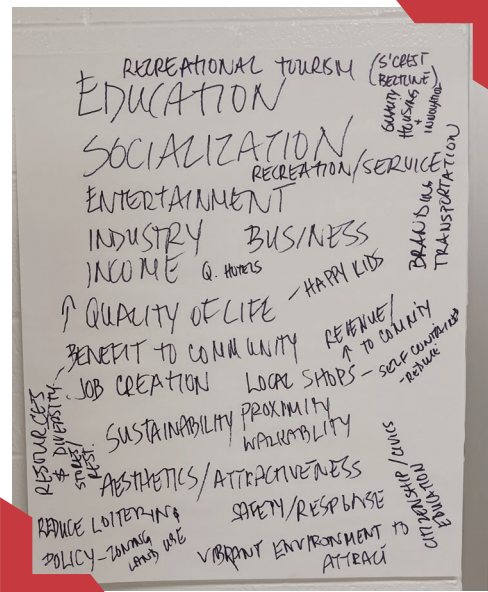 RECREATIONAL TOURISM (S'CREST BELTLINE)
EDUCATION
QUALITY HOUSING + INNOVATION
SOCIALIZATION
RECREATION/SERVICE
ENTERTAINMENT
BRANDING
TRANSPORTATION
INDUSTRY BUSINESS
INCOME Q. HOTELS
↑ QUALITY OF LIFE - HAPPY KIDS
- BENEFIT TO COMMUNITY
REVENUE/
↑ TO COMMNITY
JOB CREATION LOCAL SHOPS - SELF CONTAINED
- REDUCE
RESOURCES
& DIVERSITY
STORES/
REST.
SUSTAINABILITY PROXIMITY
WALKABLITY
AESTHETICS/ATTRACTIVENESS
CITIZENSHIP/CIVICS
EDUCATION
SAFETY/RESPONSE
REDUCE LOITERING
POLICY - ZONING
LAND USE
VIBRANT ENVIRONMENT TO
ATTRACT